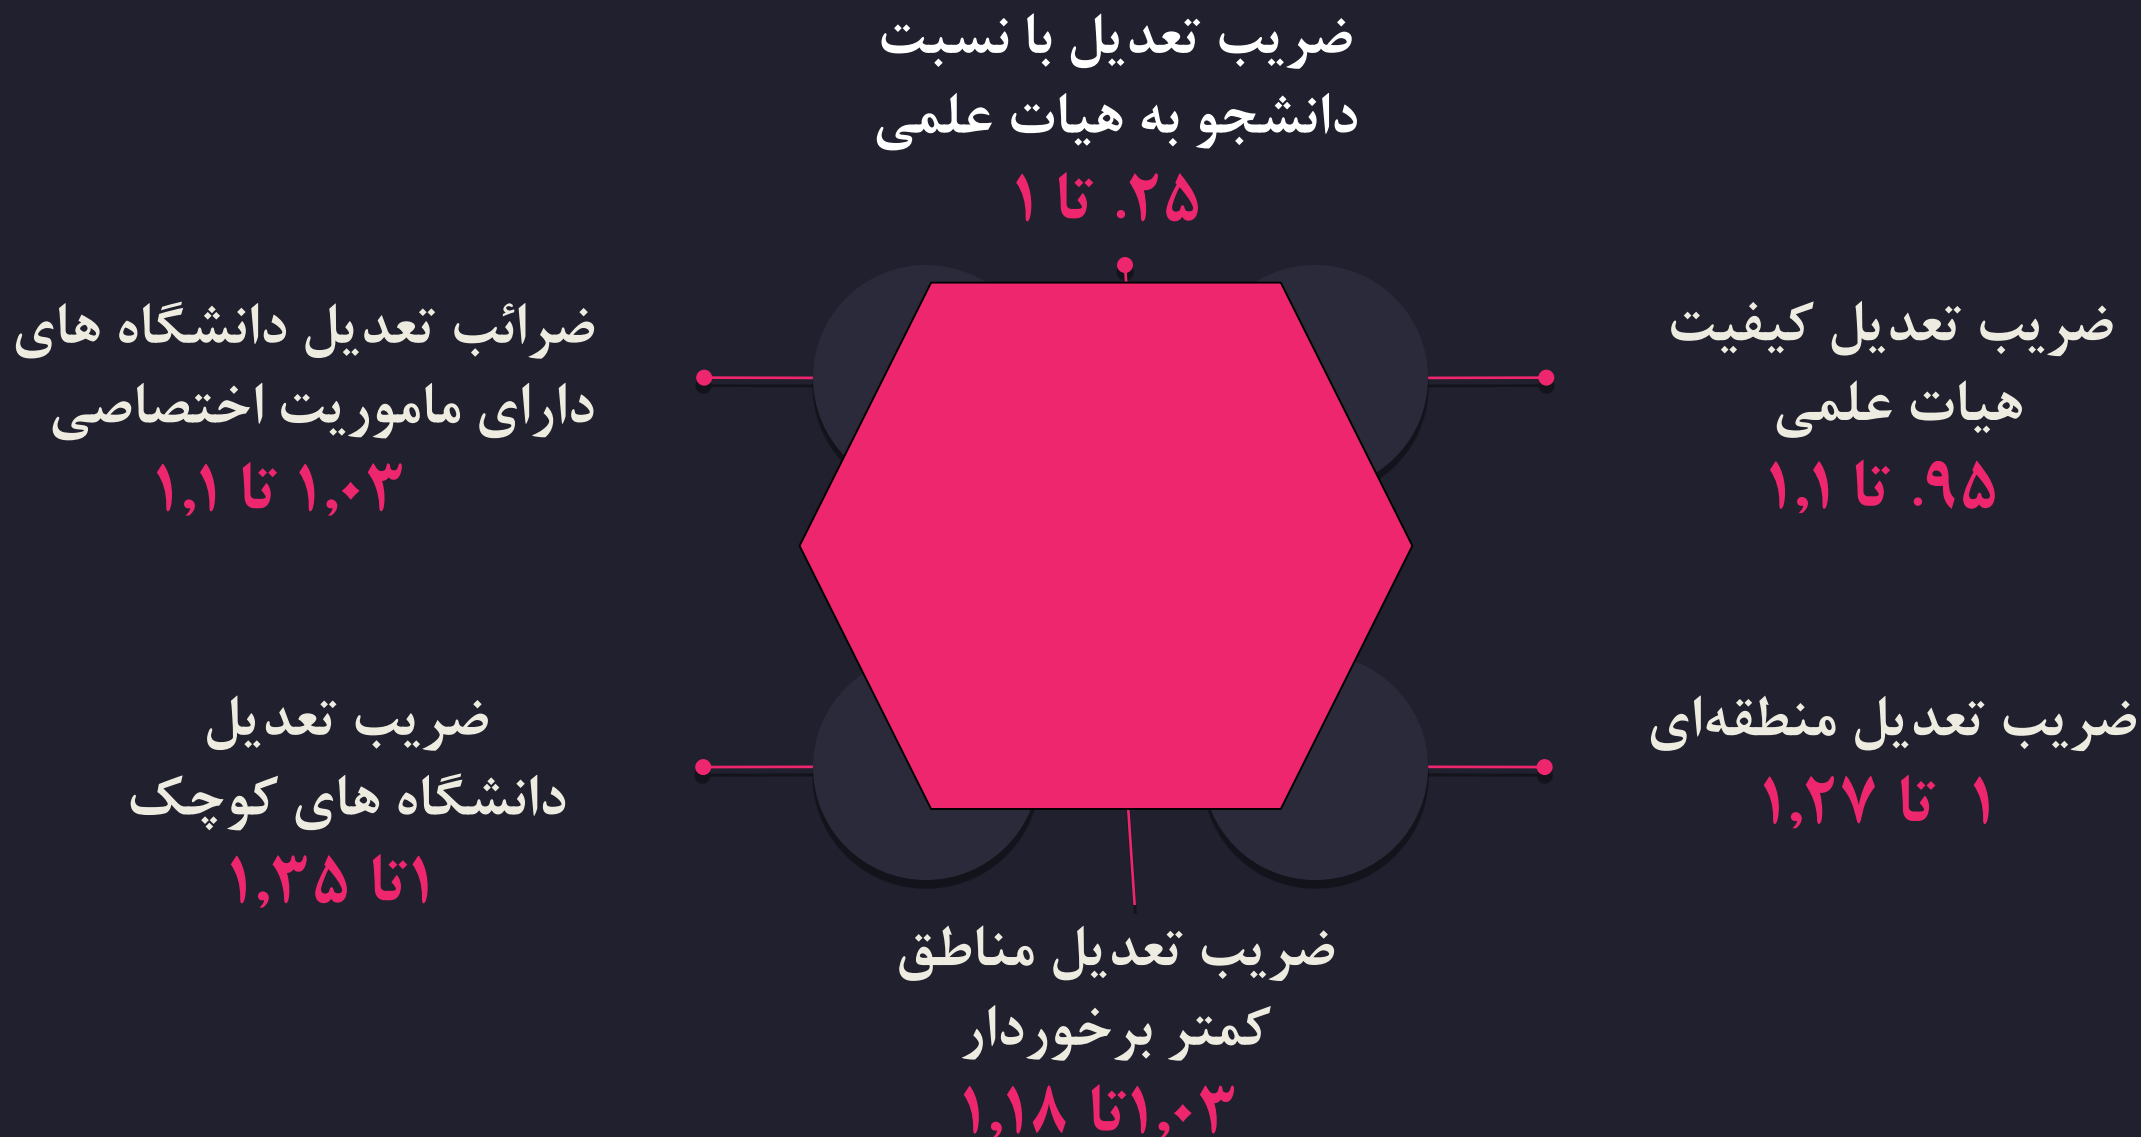 ضریب تعدیل با نسبت
دانشجو به هیات علمی
.۲۵ تا ۱
ضریب تعدیل کیفیت
هیات علمی
.۹۵ تا ۱,۱
ضرائب تعدیل دانشگاه های
دارای ماموریت اختصاصی
۱,۰۳ تا ۱,۱
ضریب تعدیل منطقه‌ای
۱ تا ۱,۲۷
ضریب تعدیل
دانشگاه های کوچک
۱تا ۱,۳۵
ضریب تعدیل مناطق
کمتر برخوردار
۱,۰۳تا ۱,۱۸